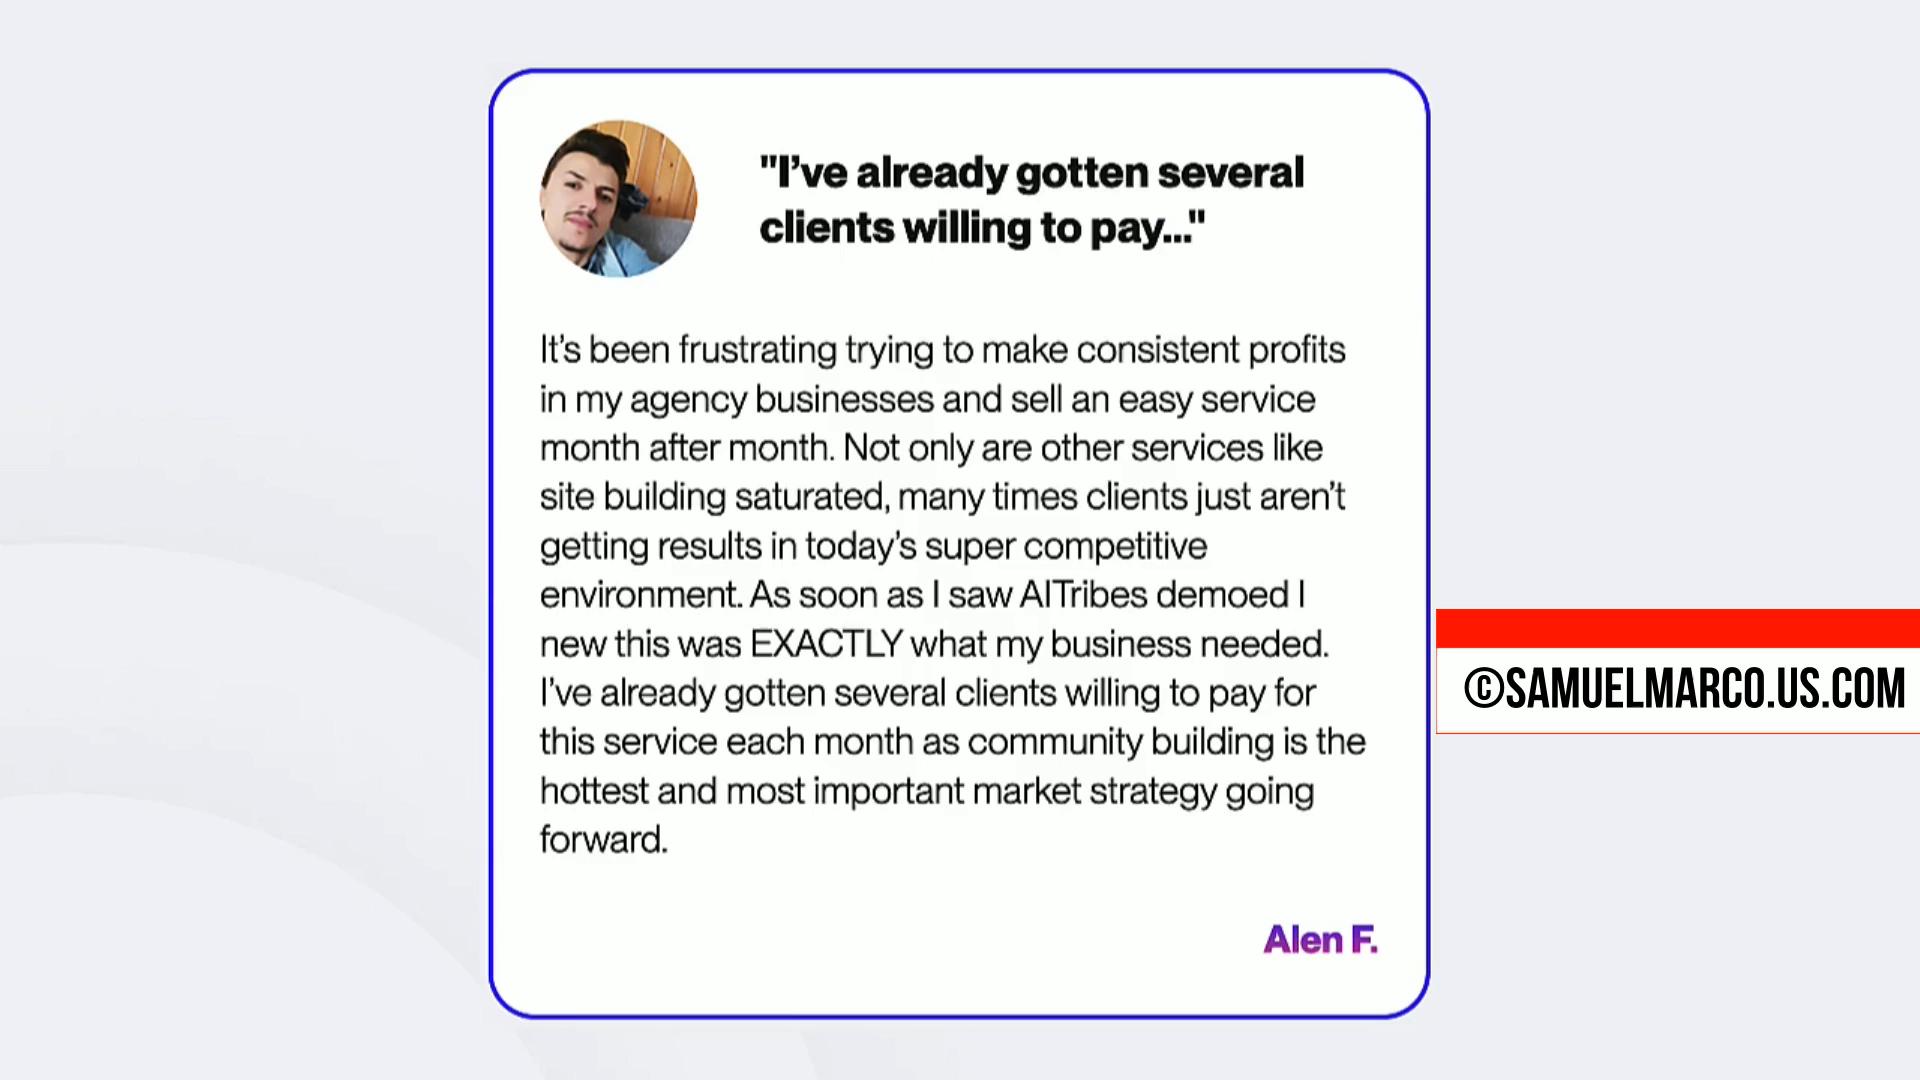 "I’ve already gotten several
clients willing to pay..."
It’s been frustrating trying to make consistent profits
in my agency businesses and sell an easy service
month after month. Not only are other services like
site building saturated, many times clients just aren’t
getting results in today’s super competitive
environment. As soon as I saw AITribes demoed I
new this was EXACTLY what my business needed.
I’ve already gotten several clients willing to pay for
this service each month as community building is the
hottest and most important market strategy going
forward.
Alen F.
©SAMUELMARCO.US.COM